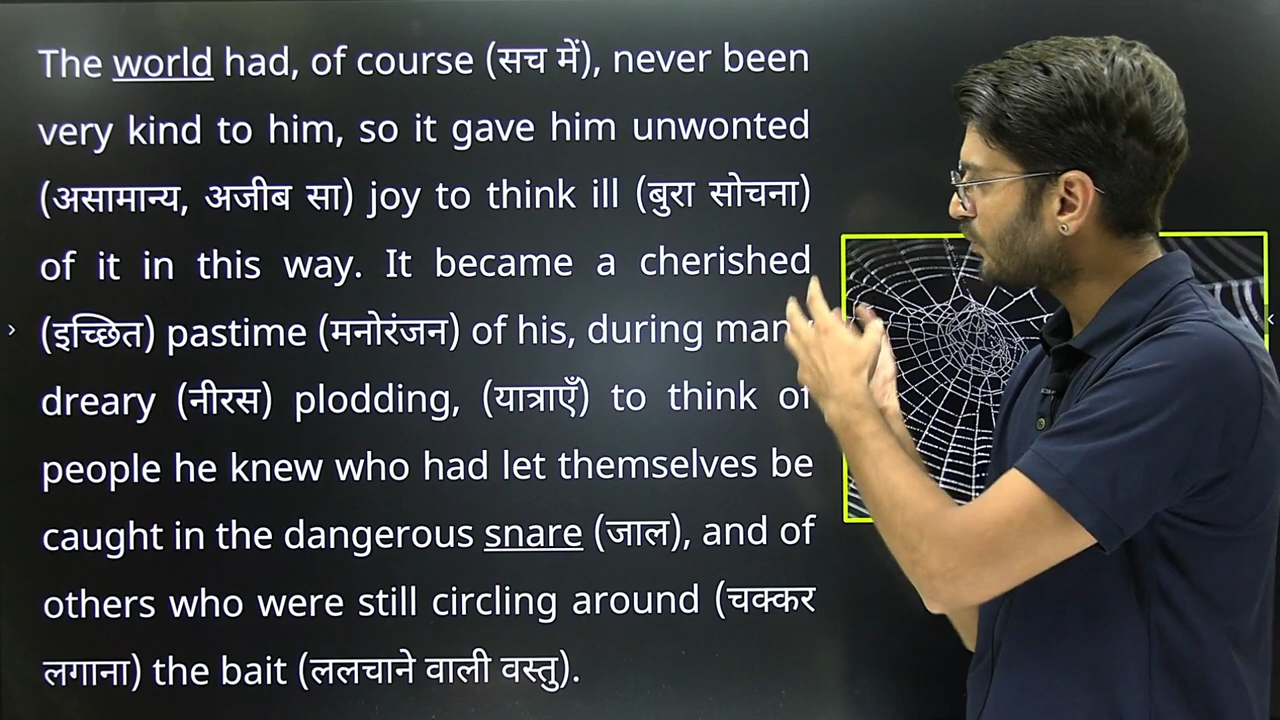 The world had, of course (सच में), never been
very kind to him, so it gave him unwonted
(असामान्य, अजीब सा) joy to think ill (बुरा सोचना)
of it in this way. It became a cherished
(इच्छित) pastime (मनोरंजन) of his, during many
dreary (नीरस) plodding, (यात्राएँ) to think of
people he knew who had let themselves be
caught in the dangerous snare (जाल), and of
others who were still circling around (चक्कर
लगाना) the bait (ललचाने वाली वस्तु).